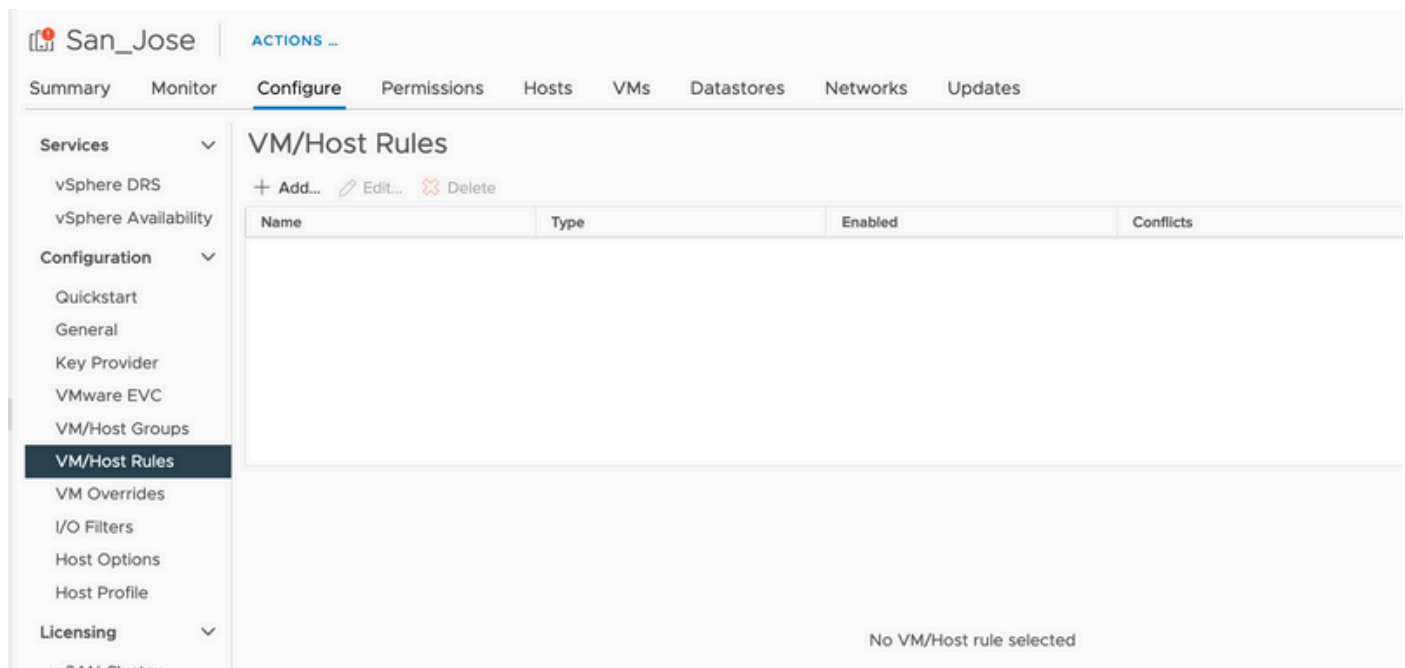 San_Jose ACTIONS ...
Summary Monitor Configure Permissions Hosts VMs Datastores Networks Updates
Services
vSphere DRS
vSphere Availability
Configuration
Quickstart
General
Key Provider
VMware EVC
VM/Host Groups
VM/Host Rules
VM Overrides
I/O Filters
Host Options
Host Profile
Licensing
VM/Host Rules
Add... Edit... Delete
Name Type Enabled Conflicts
No VM/Host rule selected